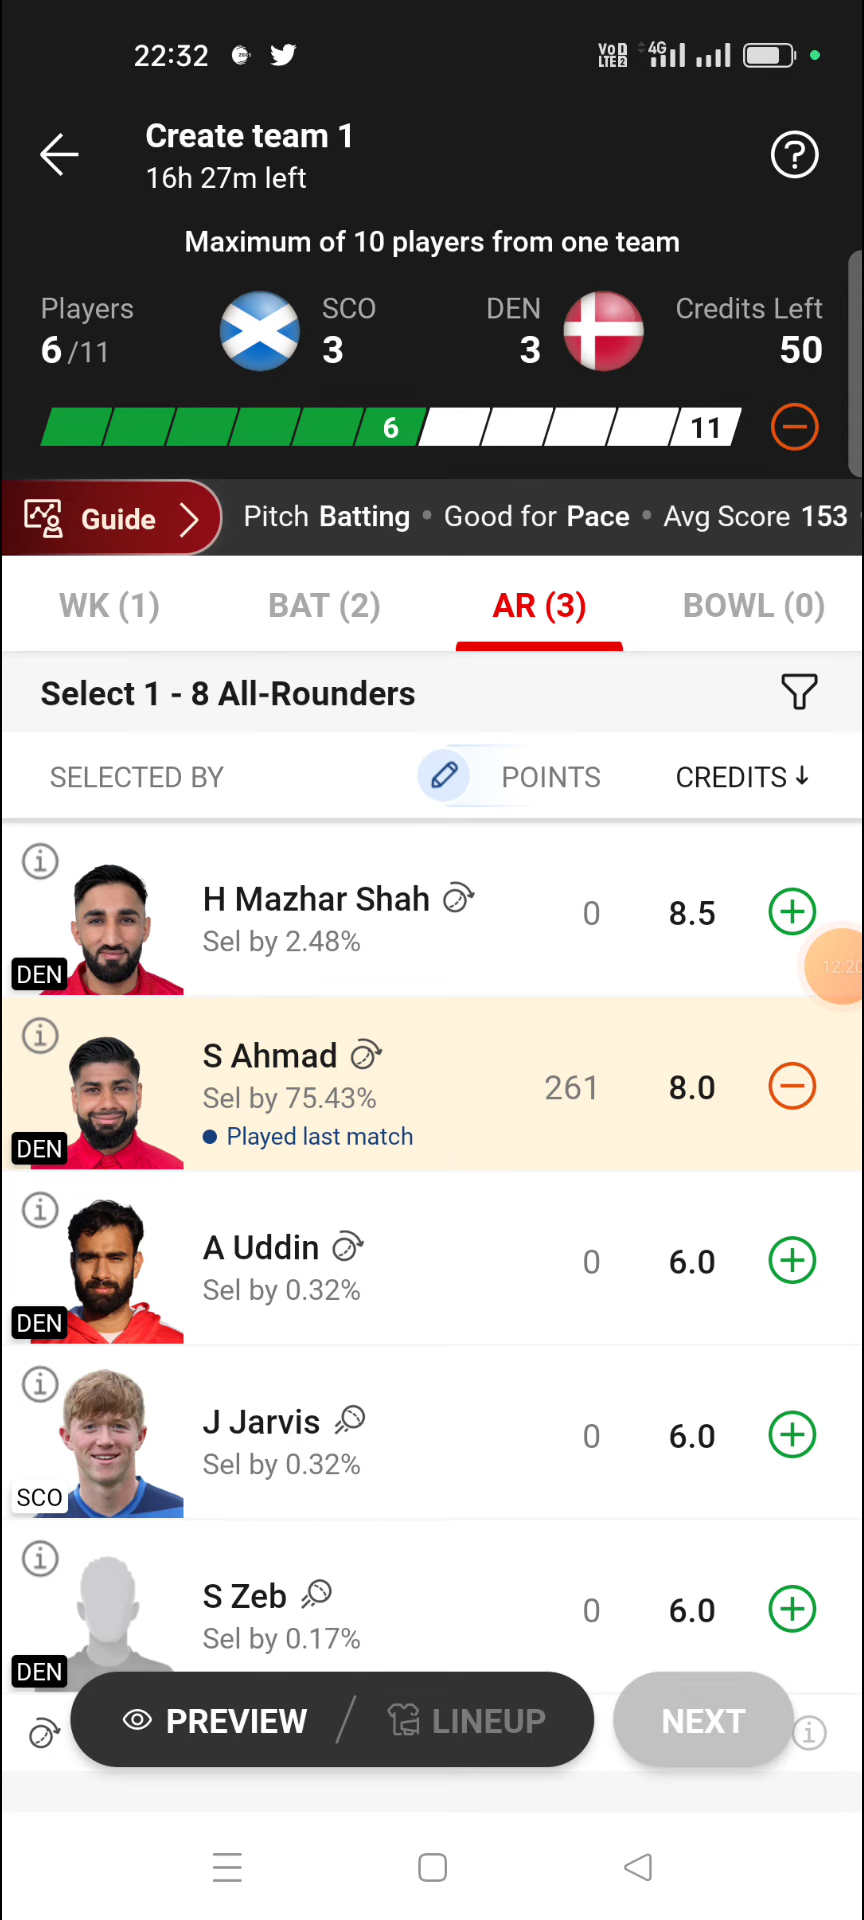 22:32
VoD LTE2 4G
Create team 1
16h 27m left
Maximum of 10 players from one team
Players SCO DEN Credits Left
6/11 3 3 50
6 11
Guide Pitch Batting • Good for Pace • Avg Score 153
WK (1) BAT (2) AR (3) BOWL (0)
Select 1 - 8 All-Rounders
SELECTED BY POINTS CREDITS↓
H Mazhar Shah
Sel by 2.48%
0 8.5
DEN
12:20
S Ahmad
Sel by 75.43%
261 8.0
Played last match
DEN
A Uddin
Sel by 0.32%
0 6.0
DEN
J Jarvis
Sel by 0.32%
0 6.0
SCO
S Zeb
Sel by 0.17%
0 6.0
DEN
PREVIEW / LINEUP NEXT